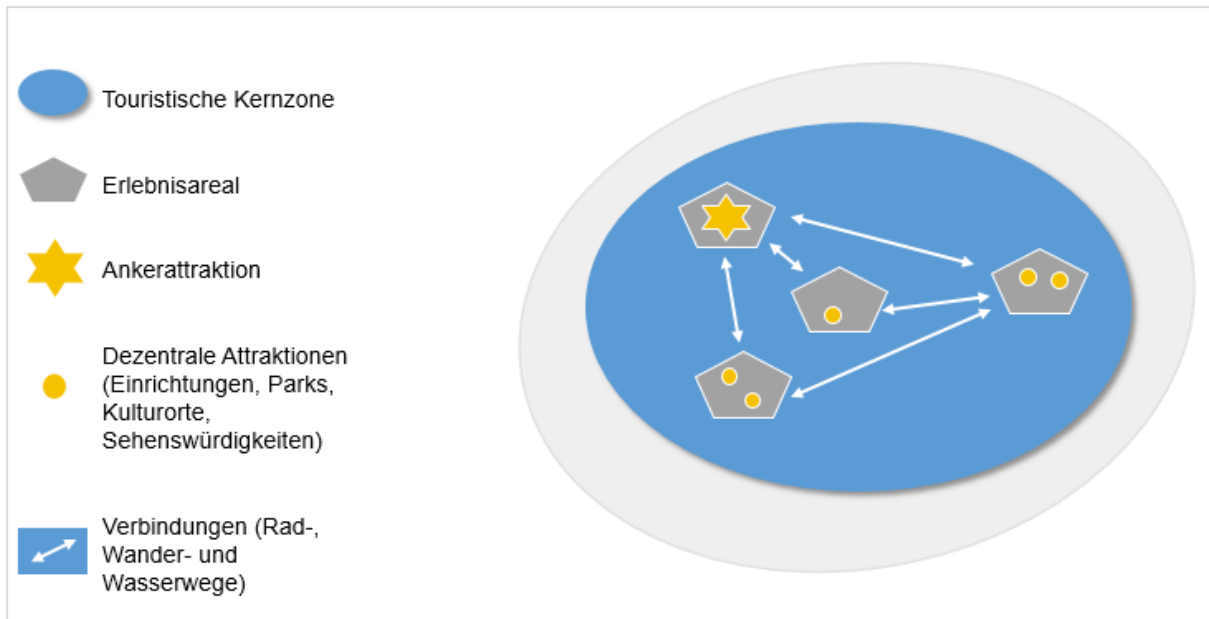 Touristische Kernzone
Erlebnisareal
Ankerattraktion
Dezentrale Attraktionen
(Einrichtungen, Parks,
Kulturorte,
Sehenswürdigkeiten)
Verbindungen (Rad-,
Wander- und
Wasserwege)